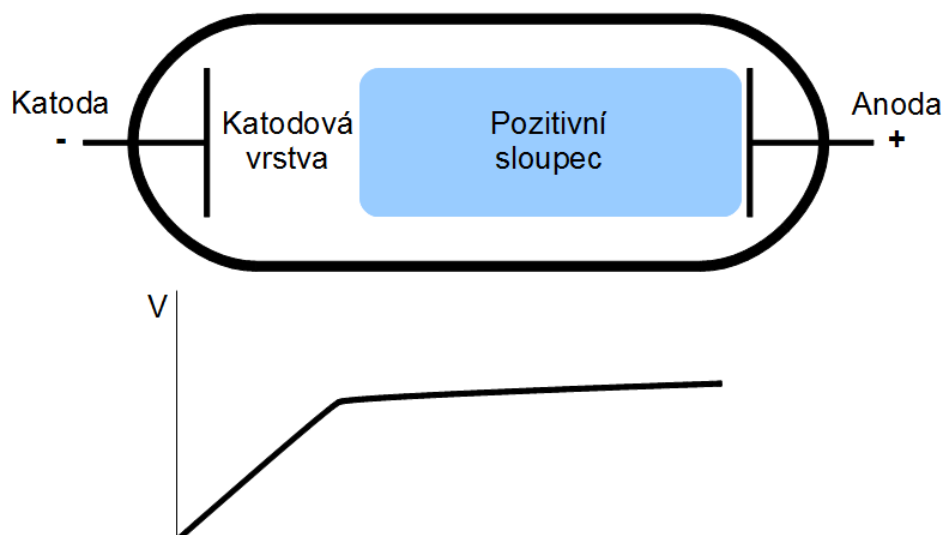 Katoda
-
Katodová
vrstva
Pozitivní
sloupec
Anoda
+
V